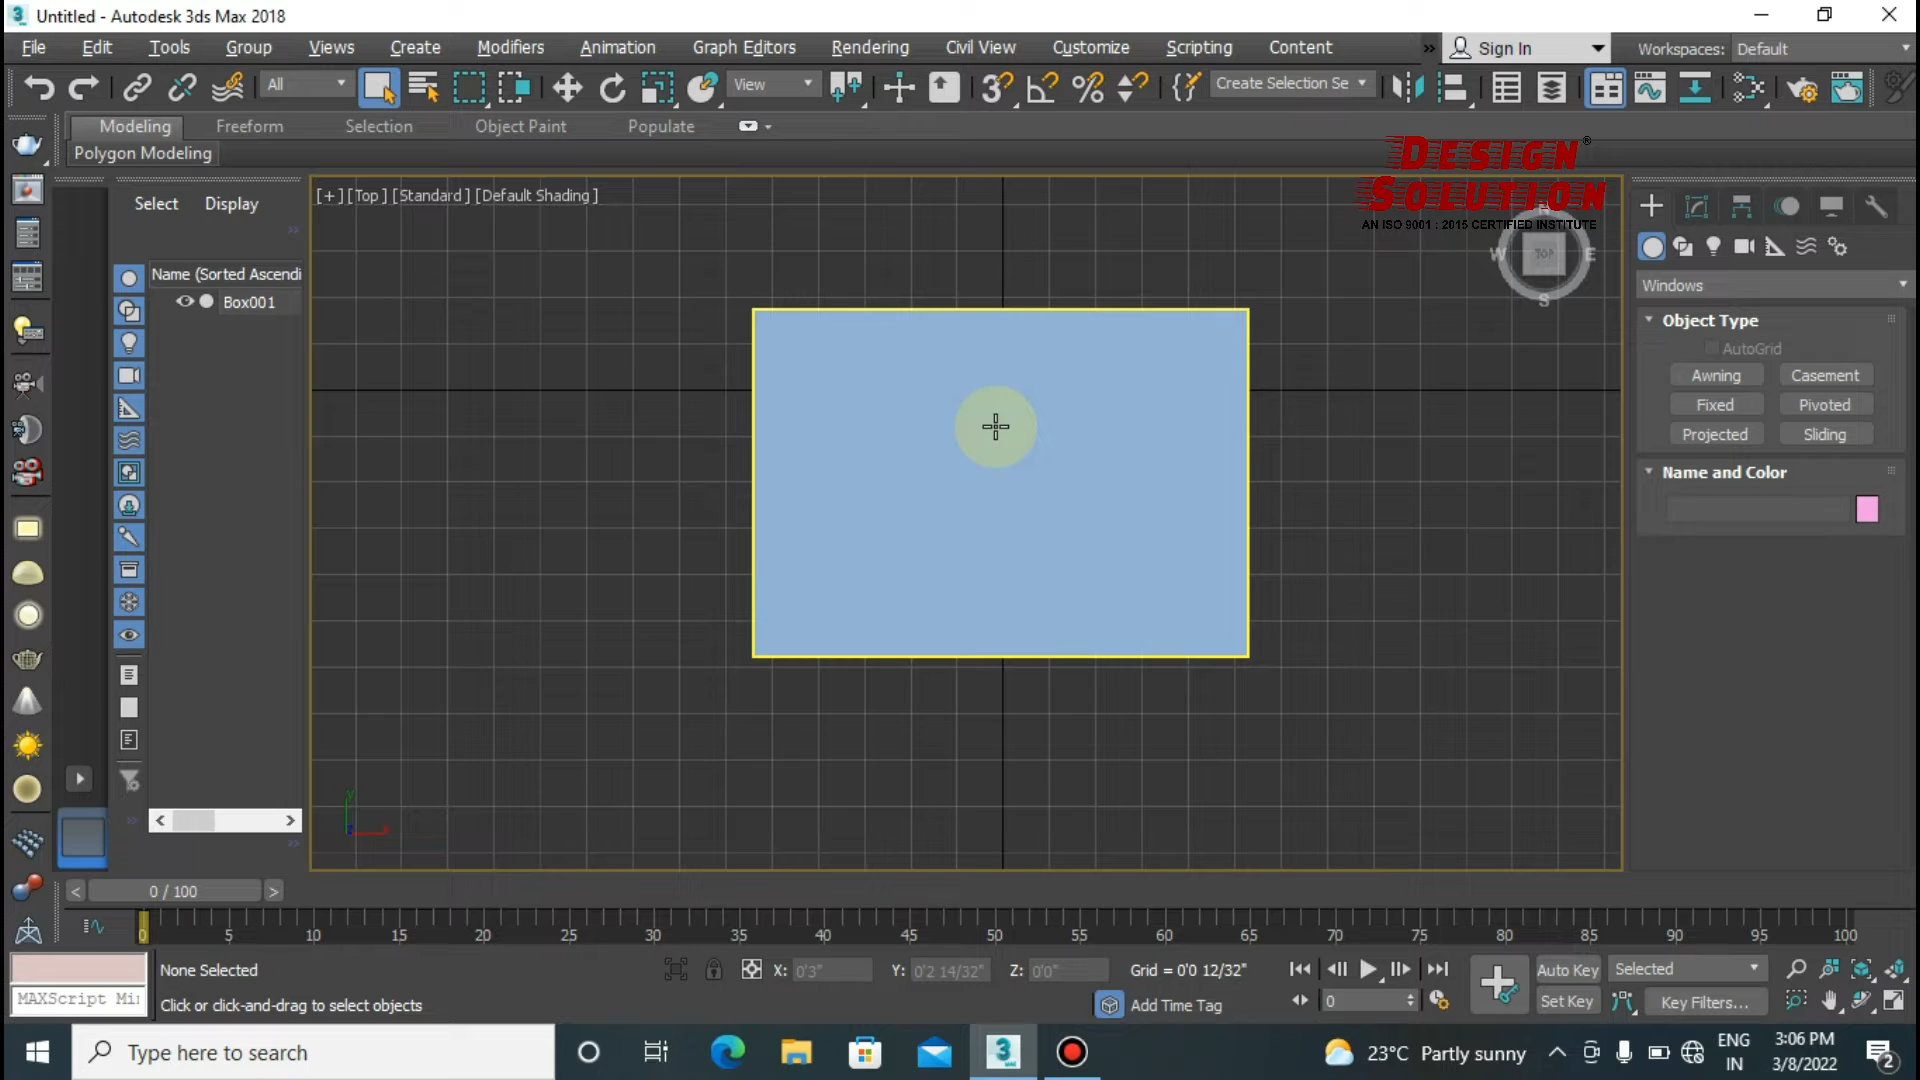 Untitled - Autodesk 3ds Max 2018
File Edit Tools Group Views Create Modifiers Animation Graph Editors Rendering Civil View Customize Scripting Content » Sign In Workspaces: Default
All View Create Selection Se
Modeling Freeform Selection Object Paint Populate
Polygon Modeling
DESIGN®
SOLUTION
AN ISO 9001 : 2015 CERTIFIED INSTITUTE
[+] [Top] [Standard] [Default Shading]
Select Display
N
W TOP E
S
Name (Sorted Ascendi
Box001
Windows
Object Type
AutoGrid
Awning Casement
Fixed Pivoted
Projected Sliding
Name and Color
y
x
< 0 / 100 >
0 5 10 15 20 25 30 35 40 45 50 55 60 65 70 75 80 85 90 95 100
None Selected X: 0'3" Y: 0'2 14/32" Z: 0'0" Grid = 0'0 12/32" Auto Key Selected
MAXScript Mi Click or click-and-drag to select objects Add Time Tag 0 Set Key Key Filters...
Type here to search 23°C Partly sunny ENG IN 3:06 PM 3/8/2022 2